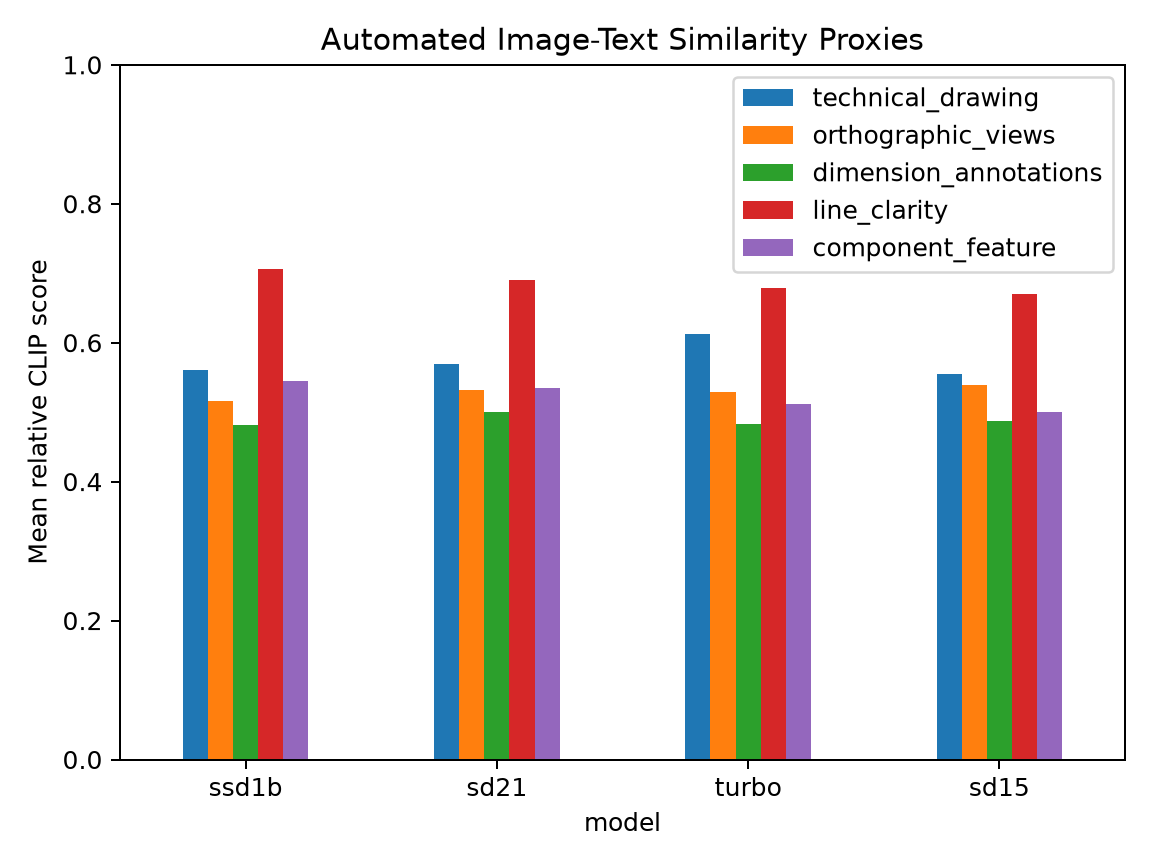 Automated Image-Text Similarity Proxies
Mean relative CLIP score
1.0
0.8
0.6
0.4
0.2
0.0
technical_drawing
orthographic_views
dimension_annotations
line_clarity
component_feature
ssd1b sd21 turbo sd15
model